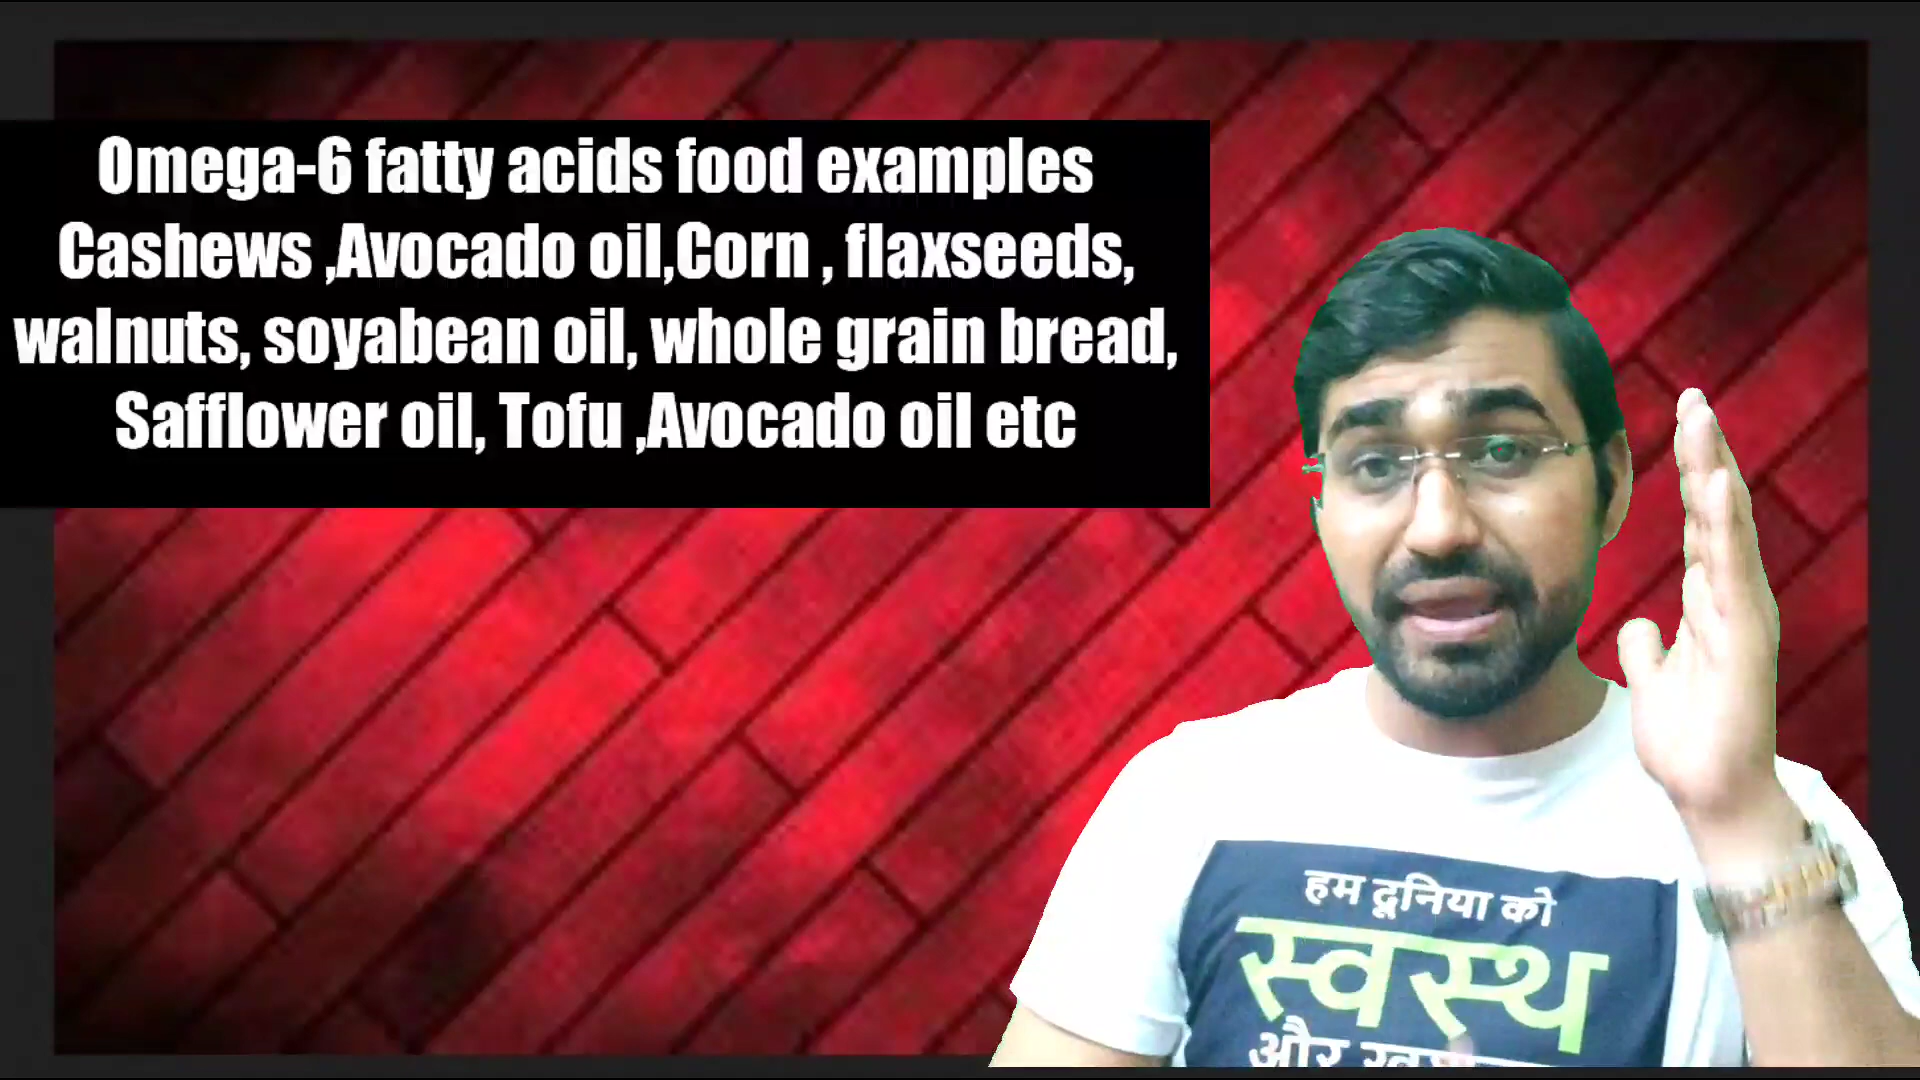 Omega-6 fatty acids food examples
Cashews ,Avocado oil,Corn , flaxseeds,
walnuts, soyabean oil, whole grain bread,
Safflower oil, Tofu ,Avocado oil etc
हम दूनिया को
स्वस्थ
और